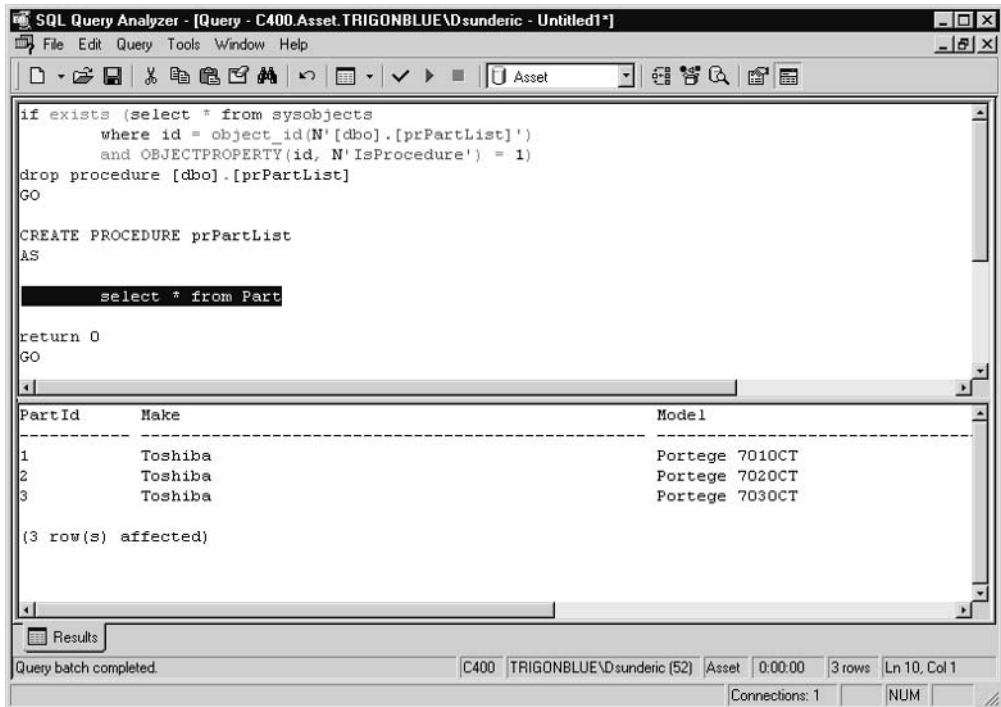 SQL Query Analyzer - [Query - C400.Asset.TRIGONBLUE\Dsunderic - Untitled1*]
File Edit Query Tools Window Help
Asset
if exists (select * from sysobjects
where id = object_id(N'[dbo].[prPartList]')
and OBJECTPROPERTY(id, N'IsProcedure') = 1)
drop procedure [dbo].[prPartList]
GO
CREATE PROCEDURE prPartList
AS
select * from Part
return 0
GO
PartId Make Model
----------- -------------------------------------------------- -------------------------------
1 Toshiba Portege 7010CT
2 Toshiba Portege 7020CT
3 Toshiba Portege 7030CT
(3 row(s) affected)
Results
Query batch completed. C400 TRIGONBLUE\Dsunderic (52) Asset 0:00:00 3 rows Ln 10, Col 1
Connections: 1 NUM